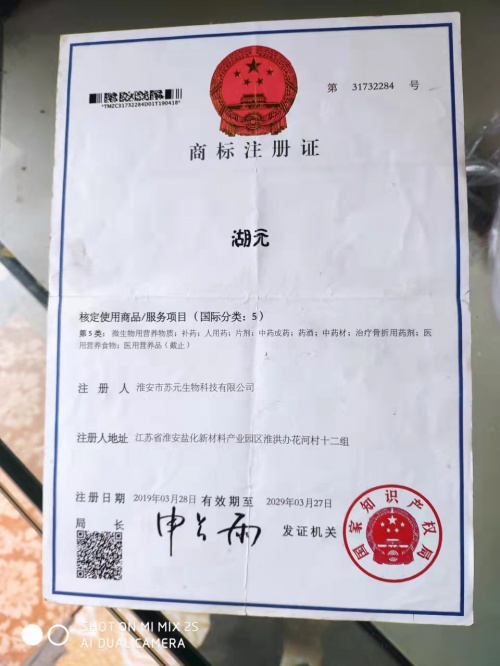 *TMZC31732284D01T190418*
第 31732284 号
商标注册证
湖元
核定使用商品/服务项目（国际分类：5）
第5类：微生物用营养物质；补药；人用药；片剂；中药成药；药酒；中药材；治疗骨折用药剂；医
用营养食物；医用营养品（截止）
注 册 人 淮安市苏元生物科技有限公司
注册人地址 江苏省淮安盐化新材料产业园区淮洪办花河村十二组
注册日期 2019年03月28日 有效期至 2029年03月27日
局 长 申长雨 发证机关
国家知识产权局
SHOT ON MI MIX 2S
AI DUAL CAMERA